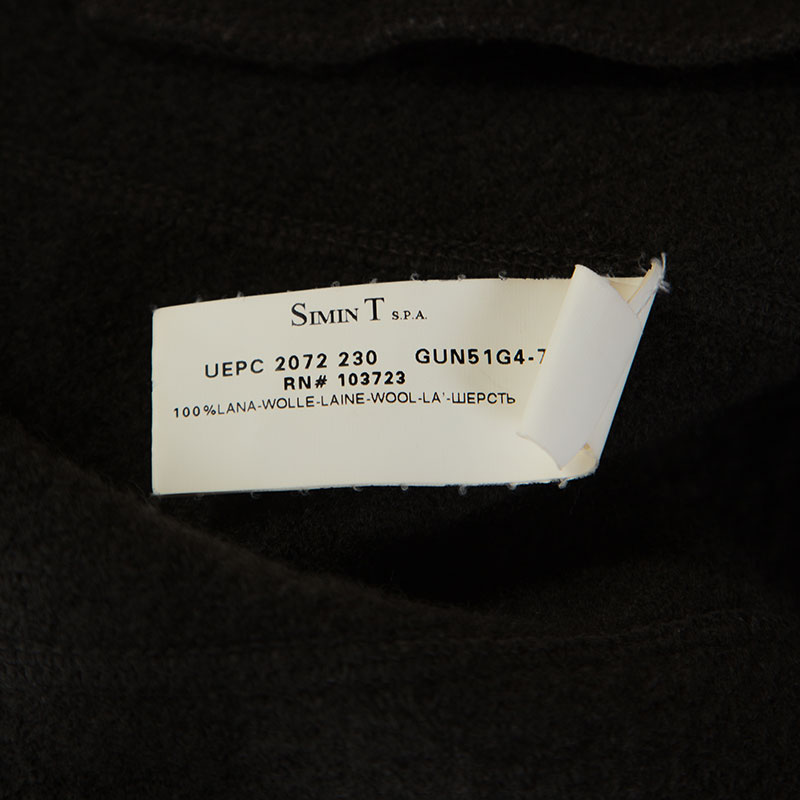 SIMIN T S.P.A.
UEPC 2072 230 GUN51G4-7
RN# 103723
100%LANA-WOLLE-LAINE-WOOL-LA'-ШЕРСТЬ